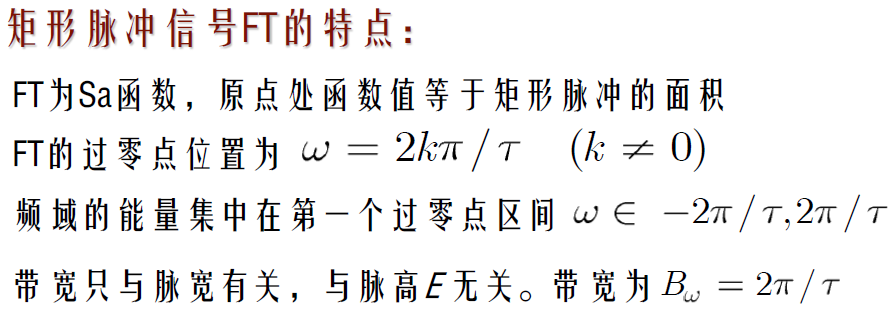 矩形脉冲信号FT的特点：
FT为Sa函数，原点处函数值等于矩形脉冲的面积
FT的过零点位置为 ω = 2kπ / τ (k ≠ 0)
频域的能量集中在第一个过零点区间 ω ∈ −2π / τ,2π / τ
带宽只与脉宽有关，与脉高E无关。带宽为 B_ω = 2π / τ